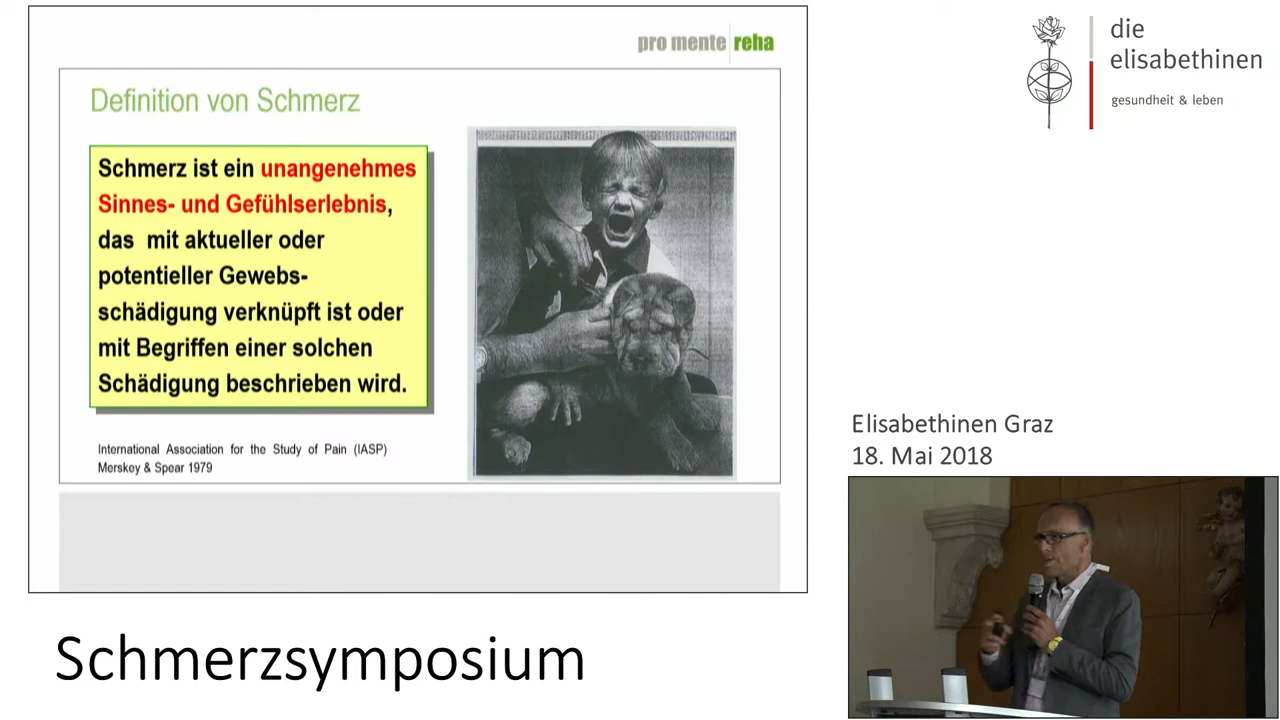 pro mente reha
Definition von Schmerz
Schmerz ist ein unangenehmes
Sinnes- und Gefühlserlebnis,
das mit aktueller oder
potentieller Gewebs-
schädigung verknüpft ist oder
mit Begriffen einer solchen
Schädigung beschrieben wird.
International Association for the Study of Pain (IASP)
Merskey & Spear 1979
die
elisabethinen
gesundheit & leben
Elisabethinen Graz
18. Mai 2018
Schmerzsymposium